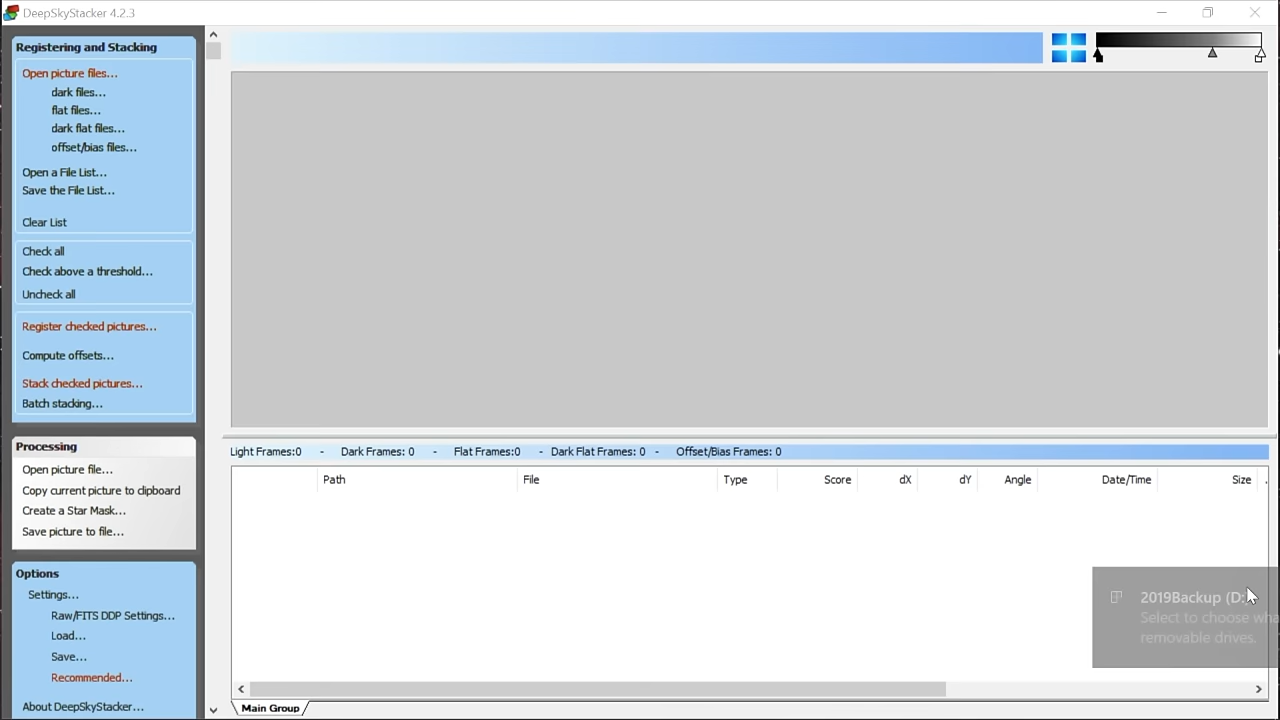 DeepSkyStacker 4.2.3
Registering and Stacking
Open picture files...
dark files...
flat files...
dark flat files...
offset/bias files...
Open a File List...
Save the File List...
Clear List
Check all
Check above a threshold...
Uncheck all
Register checked pictures...
Compute offsets...
Stack checked pictures...
Batch stacking...
Processing
Open picture file...
Copy current picture to clipboard
Create a Star Mask...
Save picture to file...
Options
Settings...
Raw/FITS DDP Settings...
Load...
Save...
Recommended...
About DeepSkyStacker...
Light Frames:0 - Dark Frames: 0 - Flat Frames:0 - Dark Flat Frames: 0 - Offset/Bias Frames: 0
Path File Type Score dX dY Angle Date/Time Size
2019Backup (D:)
Select to choose wha
removable drives.
Main Group